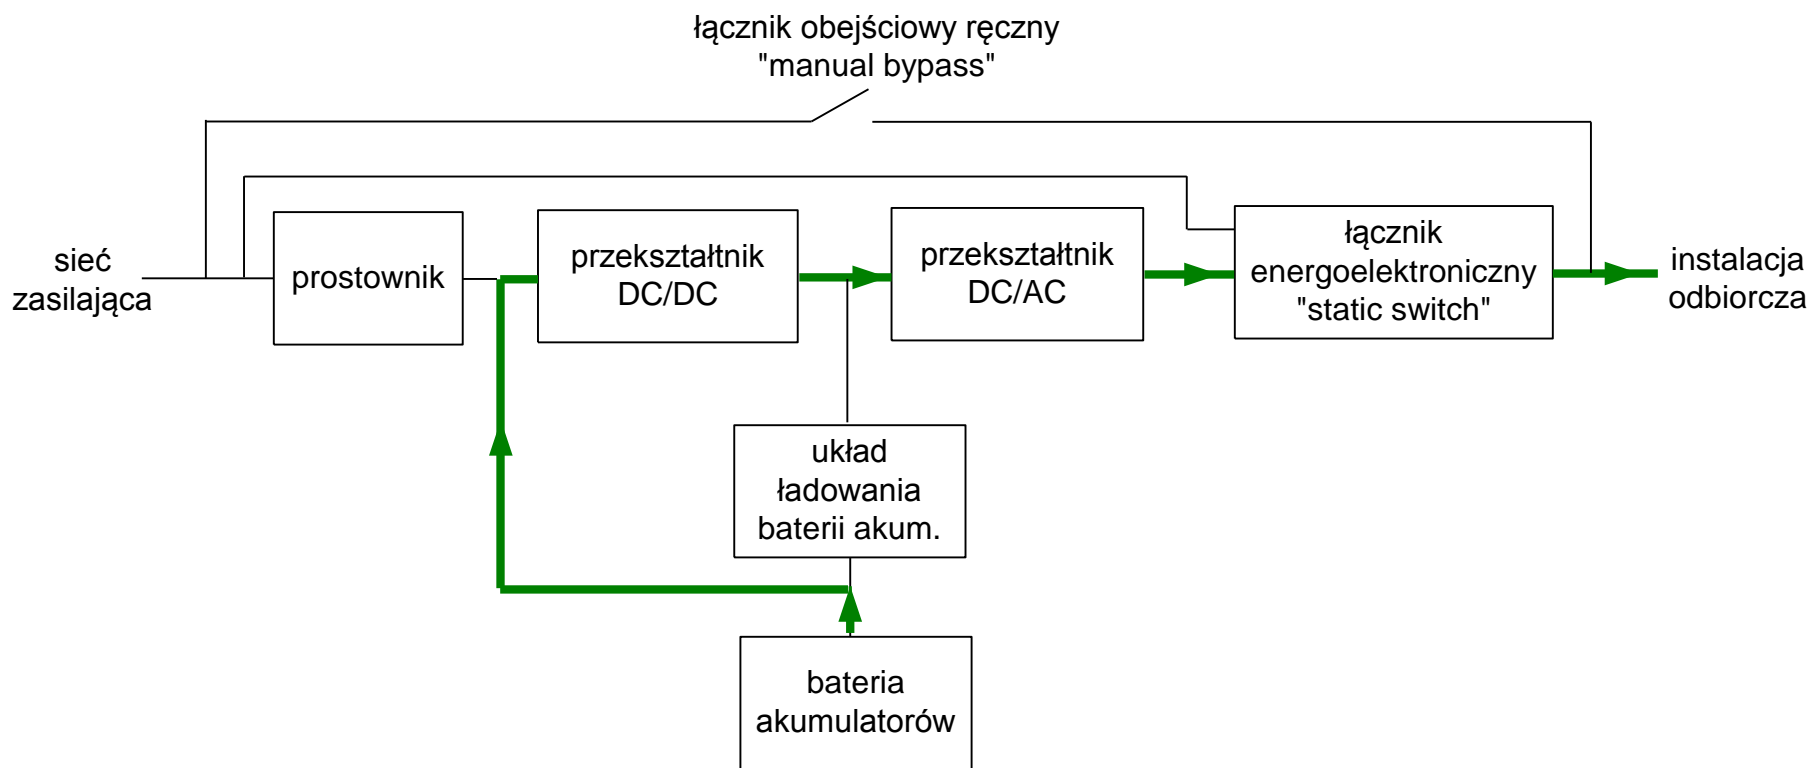 łącznik obejściowy ręczny
"manual bypass"
sieć
zasilająca
prostownik
przekształtnik
DC/DC
przekształtnik
DC/AC
łącznik
energoelektroniczny
"static switch"
instalacja
odbiorcza
układ
ładowania
baterii akum.
bateria
akumulatorów